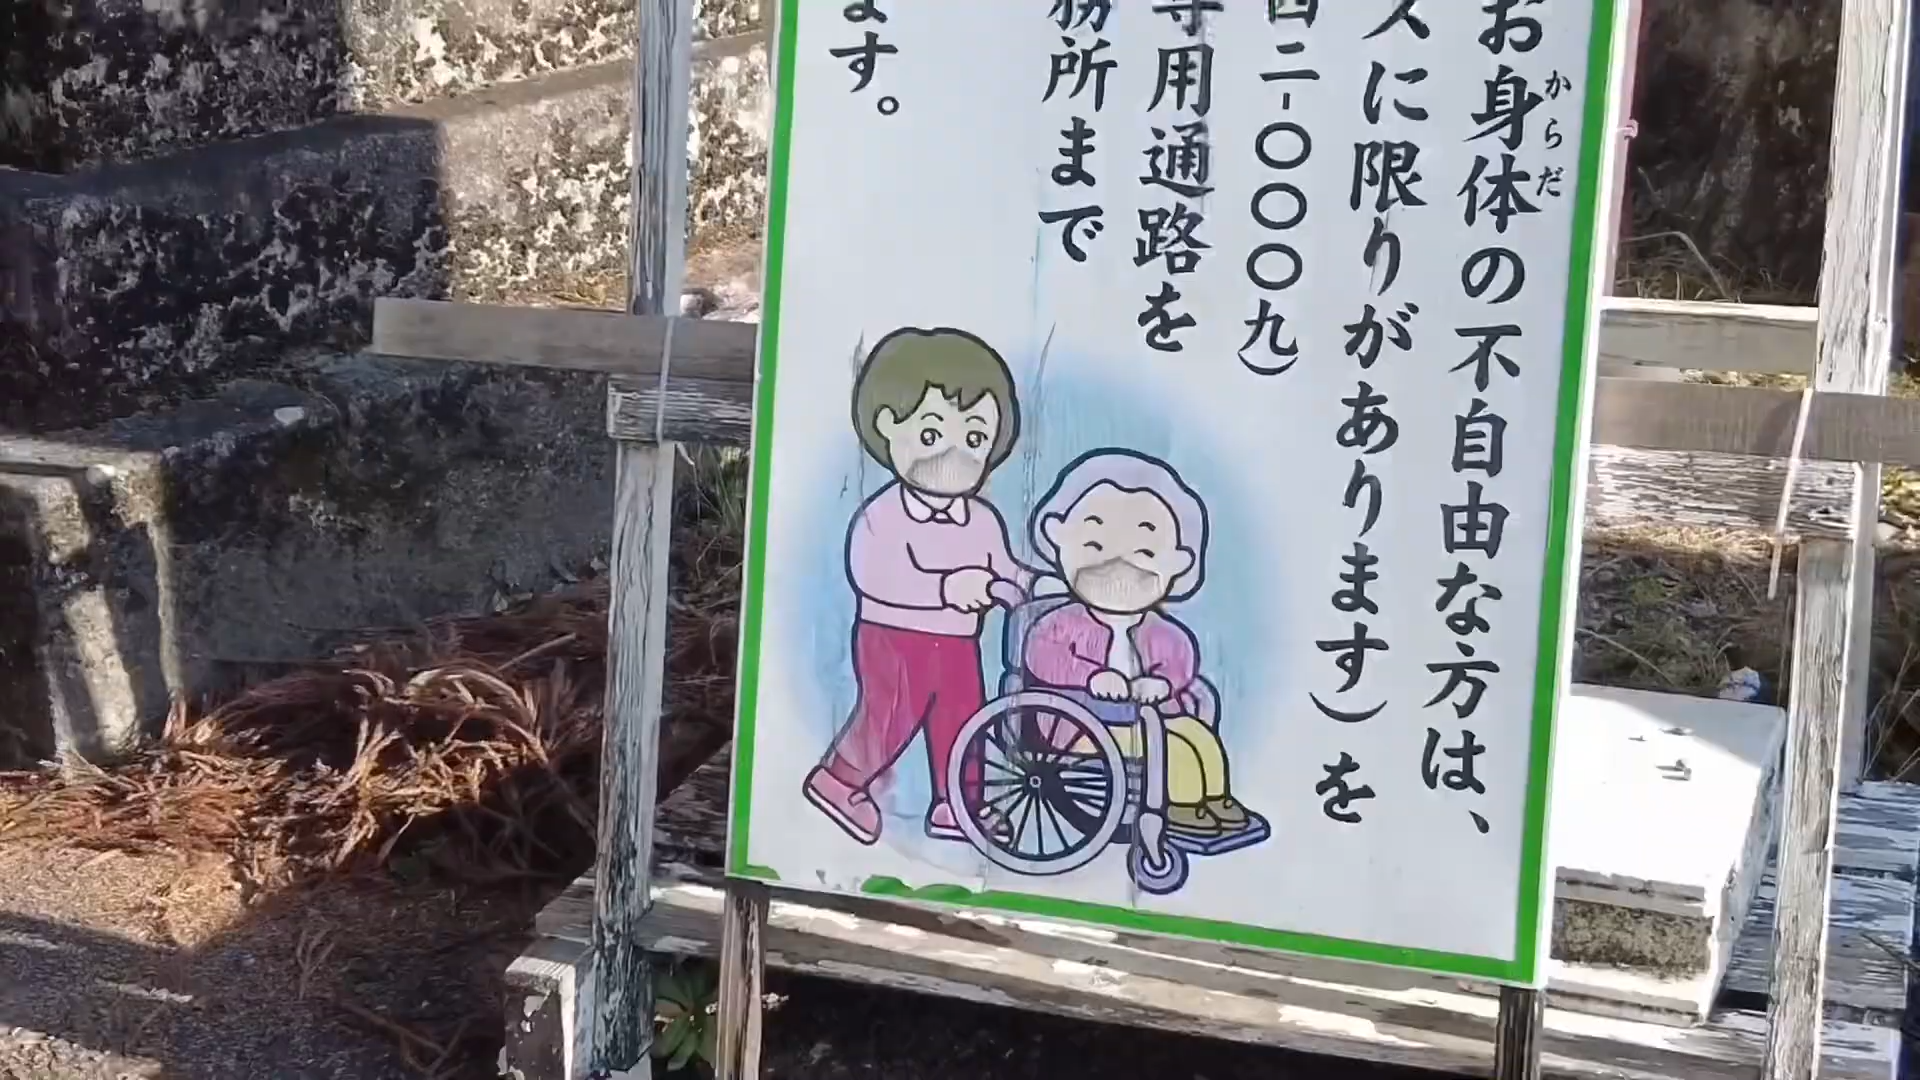 お身体の不自由な方は、
からだ
スに限りがあります）を
四二-〇〇〇九）
専用通路を
務所まで
ます。